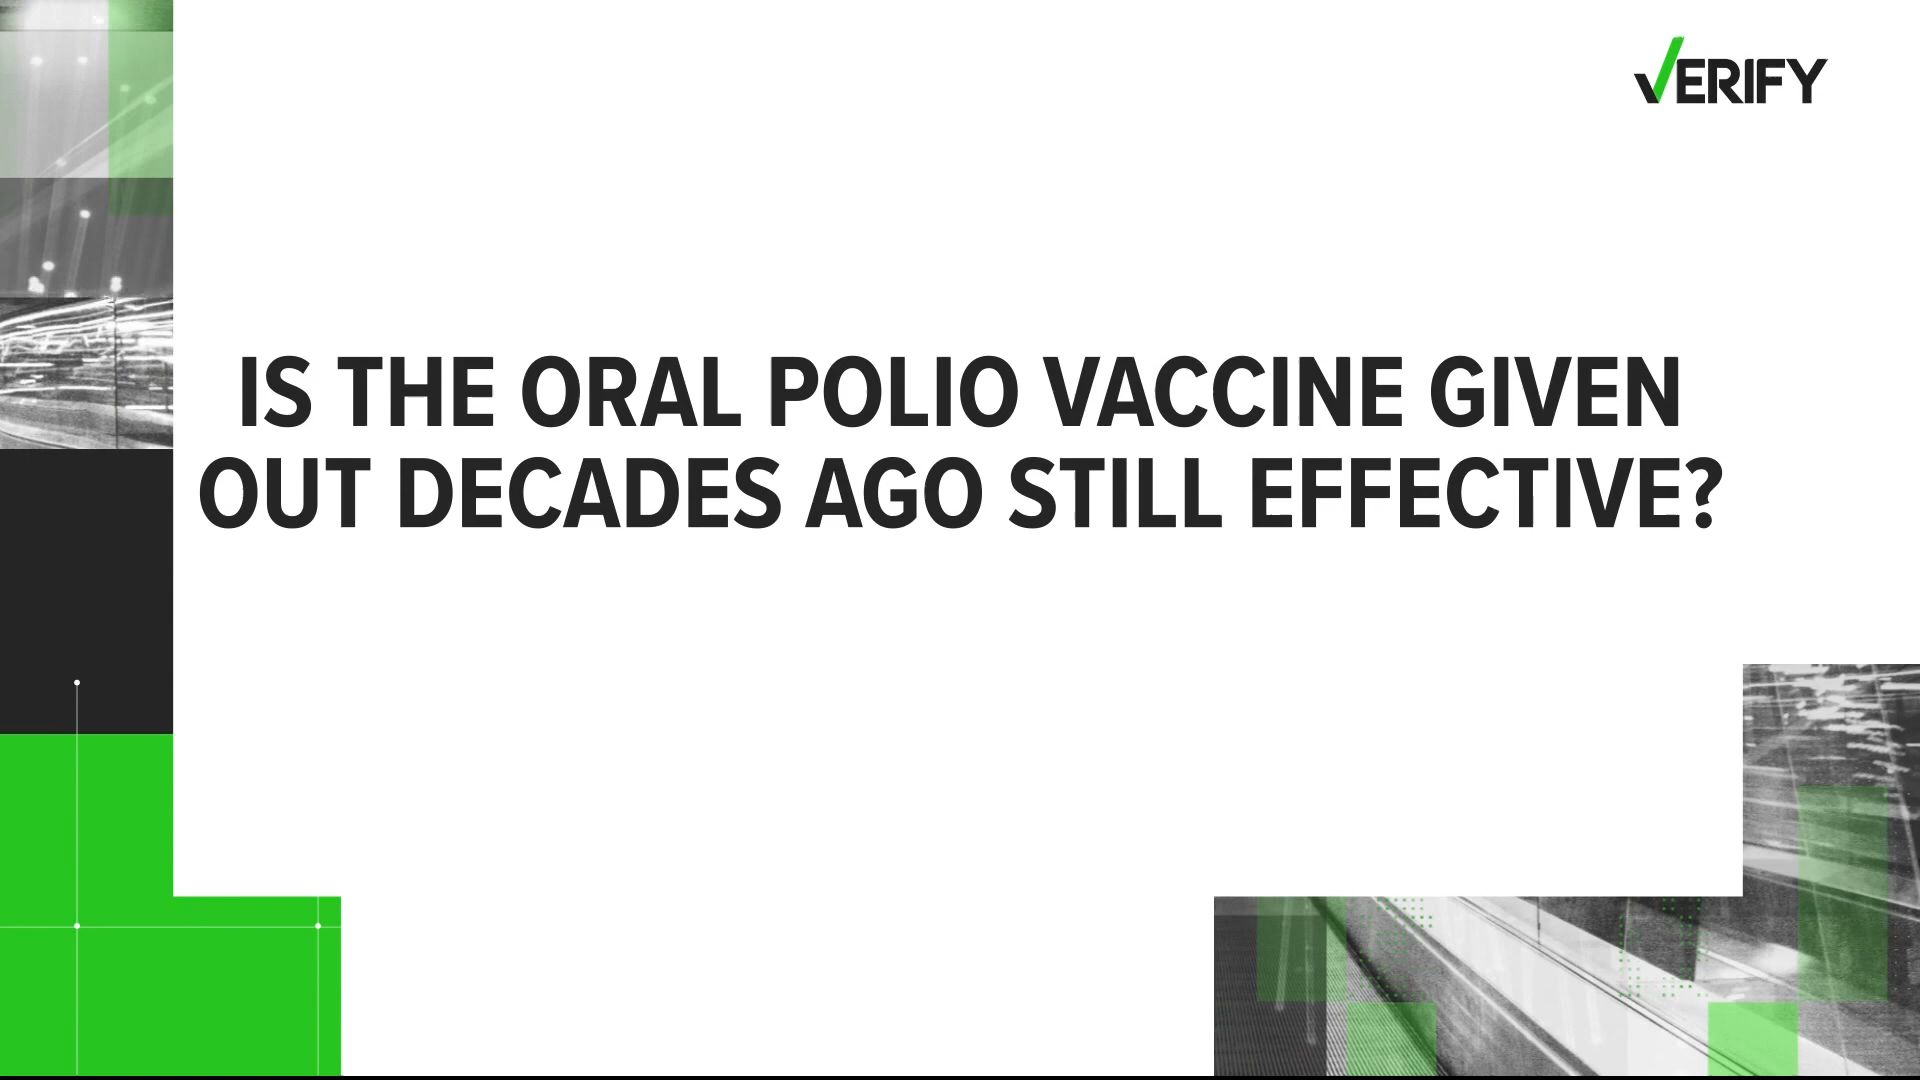 VERIFY
IS THE ORAL POLIO VACCINE GIVEN
OUT DECADES AGO STILL EFFECTIVE?